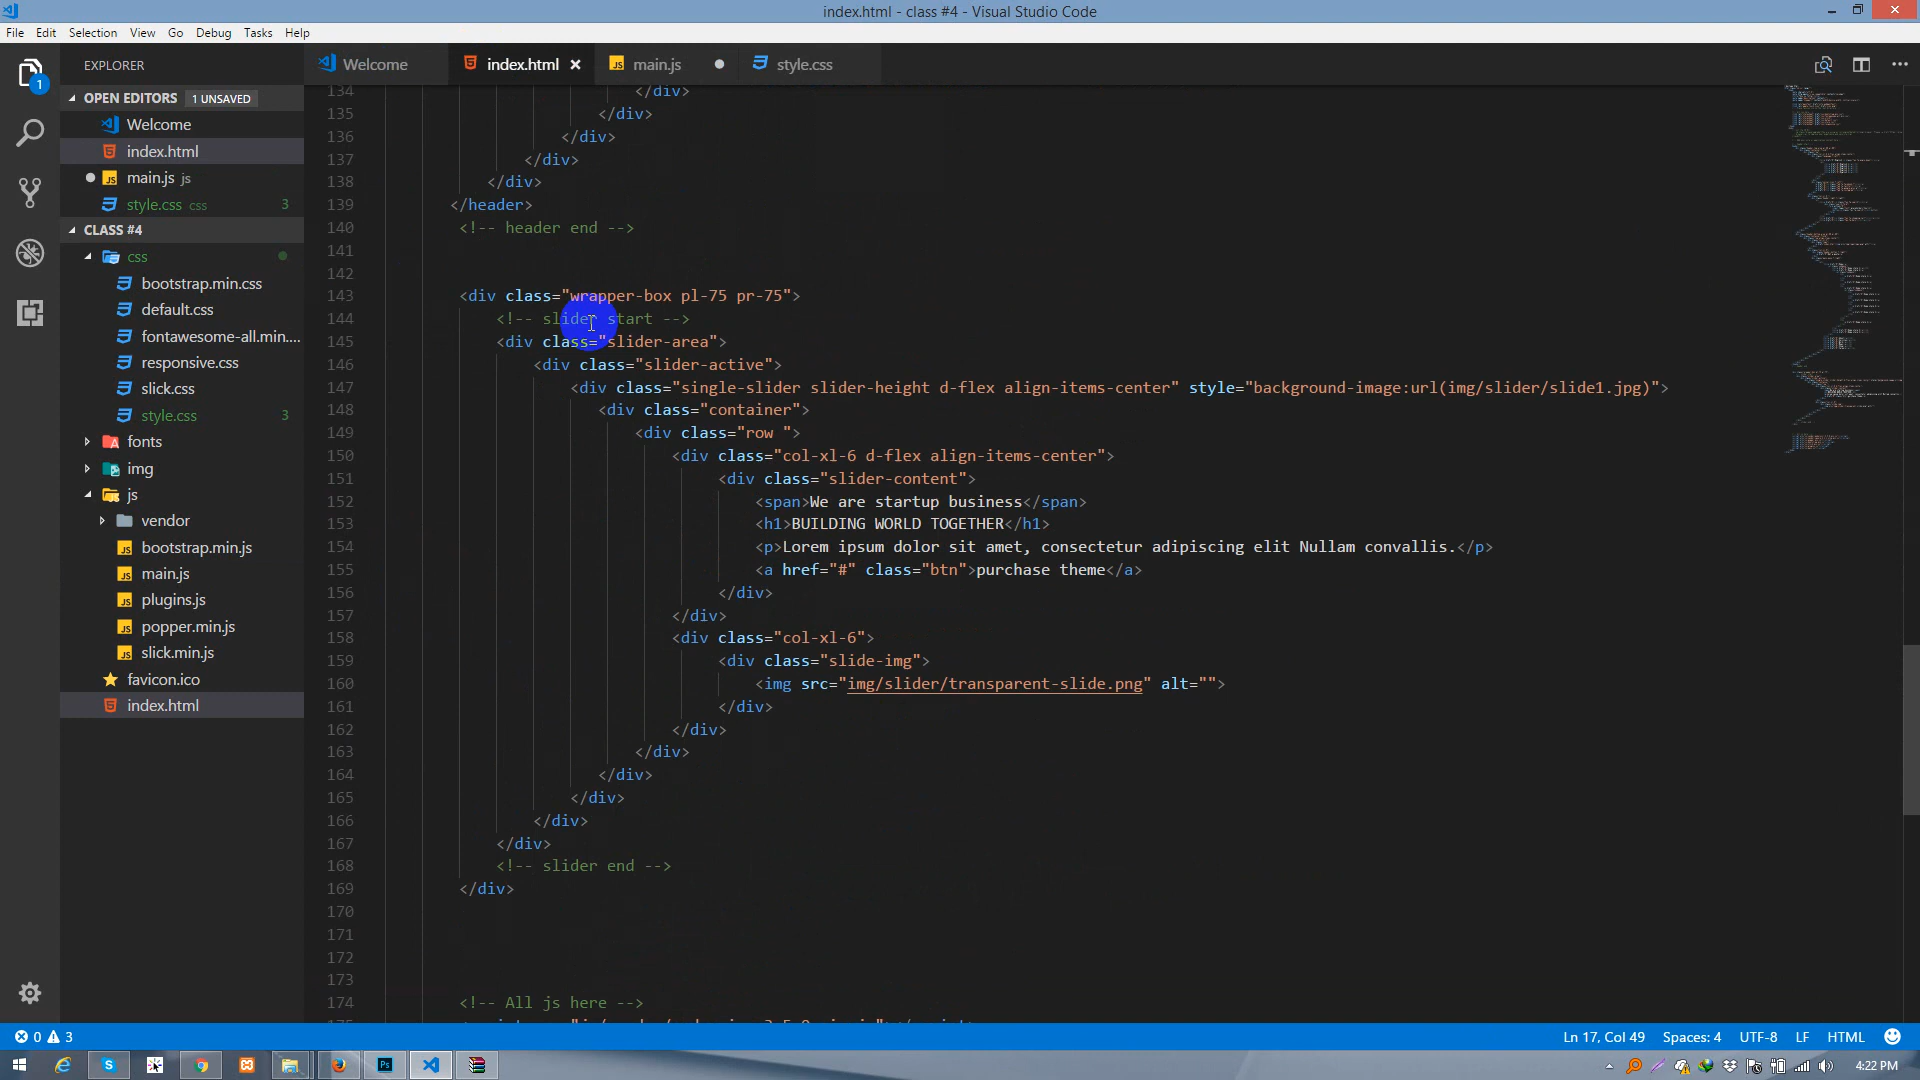 index.html - class #4 - Visual Studio Code
File Edit Selection View Go Debug Tasks Help
EXPLORER
Welcome
index.html
main.js
style.css
1
OPEN EDITORS 1 UNSAVED
Welcome
index.html
main.js js
style.css css 3
CLASS #4
css
bootstrap.min.css
default.css
fontawesome-all.min....
responsive.css
slick.css
style.css 3
fonts
img
js
vendor
bootstrap.min.js
main.js
plugins.js
popper.min.js
slick.min.js
favicon.ico
index.html
134 </div>
135 </div>
136 </div>
137 </div>
138 </div>
139 </header>
140 <!-- header end -->
141
142
143 <div class="wrapper-box pl-75 pr-75">
144 <!-- slider start -->
145 <div class="slider-area">
146 <div class="slider-active">
147 <div class="single-slider slider-height d-flex align-items-center" style="background-image:url(img/slider/slide1.jpg)">
148 <div class="container">
149 <div class="row ">
150 <div class="col-xl-6 d-flex align-items-center">
151 <div class="slider-content">
152 <span>We are startup business</span>
153 <h1>BUILDING WORLD TOGETHER</h1>
154 <p>Lorem ipsum dolor sit amet, consectetur adipiscing elit Nullam convallis.</p>
155 <a href="#" class="btn">purchase theme</a>
156 </div>
157 </div>
158 <div class="col-xl-6">
159 <div class="slide-img">
160 <img src="img/slider/transparent-slide.png" alt="">
161 </div>
162 </div>
163 </div>
164 </div>
165 </div>
166 </div>
167 </div>
168 <!-- slider end -->
169 </div>
170
171
172
173
174 <!-- All js here -->
0 3
Ln 17, Col 49 Spaces: 4 UTF-8 LF HTML
4:22 PM